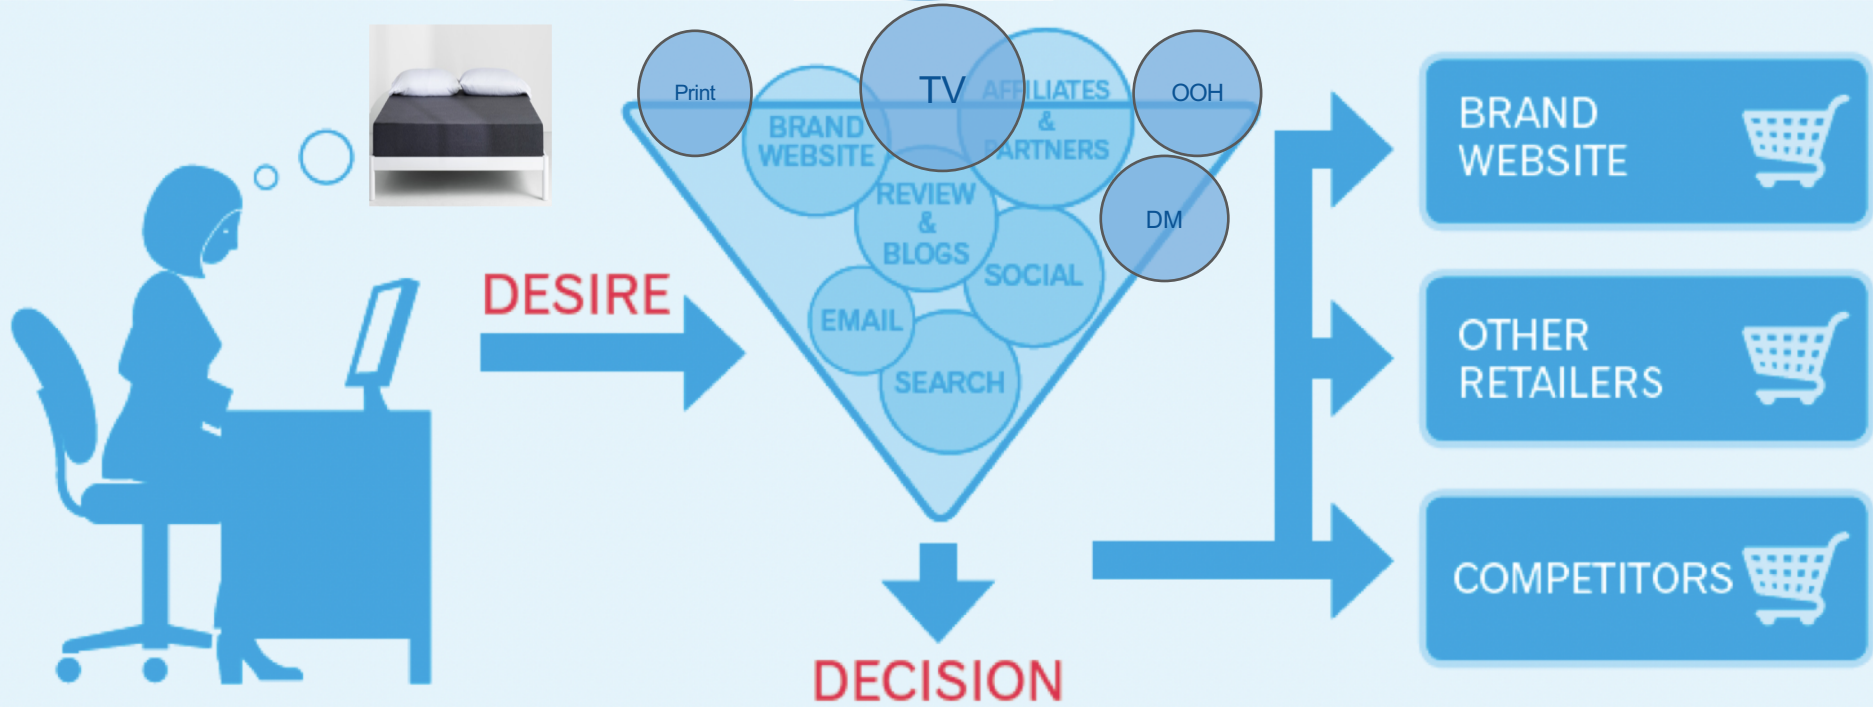 DESIRE
Print
BRAND
WEBSITE
TV
AFFILIATES
&
PARTNERS
OOH
REVIEW
&
BLOGS
DM
SOCIAL
EMAIL
SEARCH
DECISION
BRAND
WEBSITE
OTHER
RETAILERS
COMPETITORS